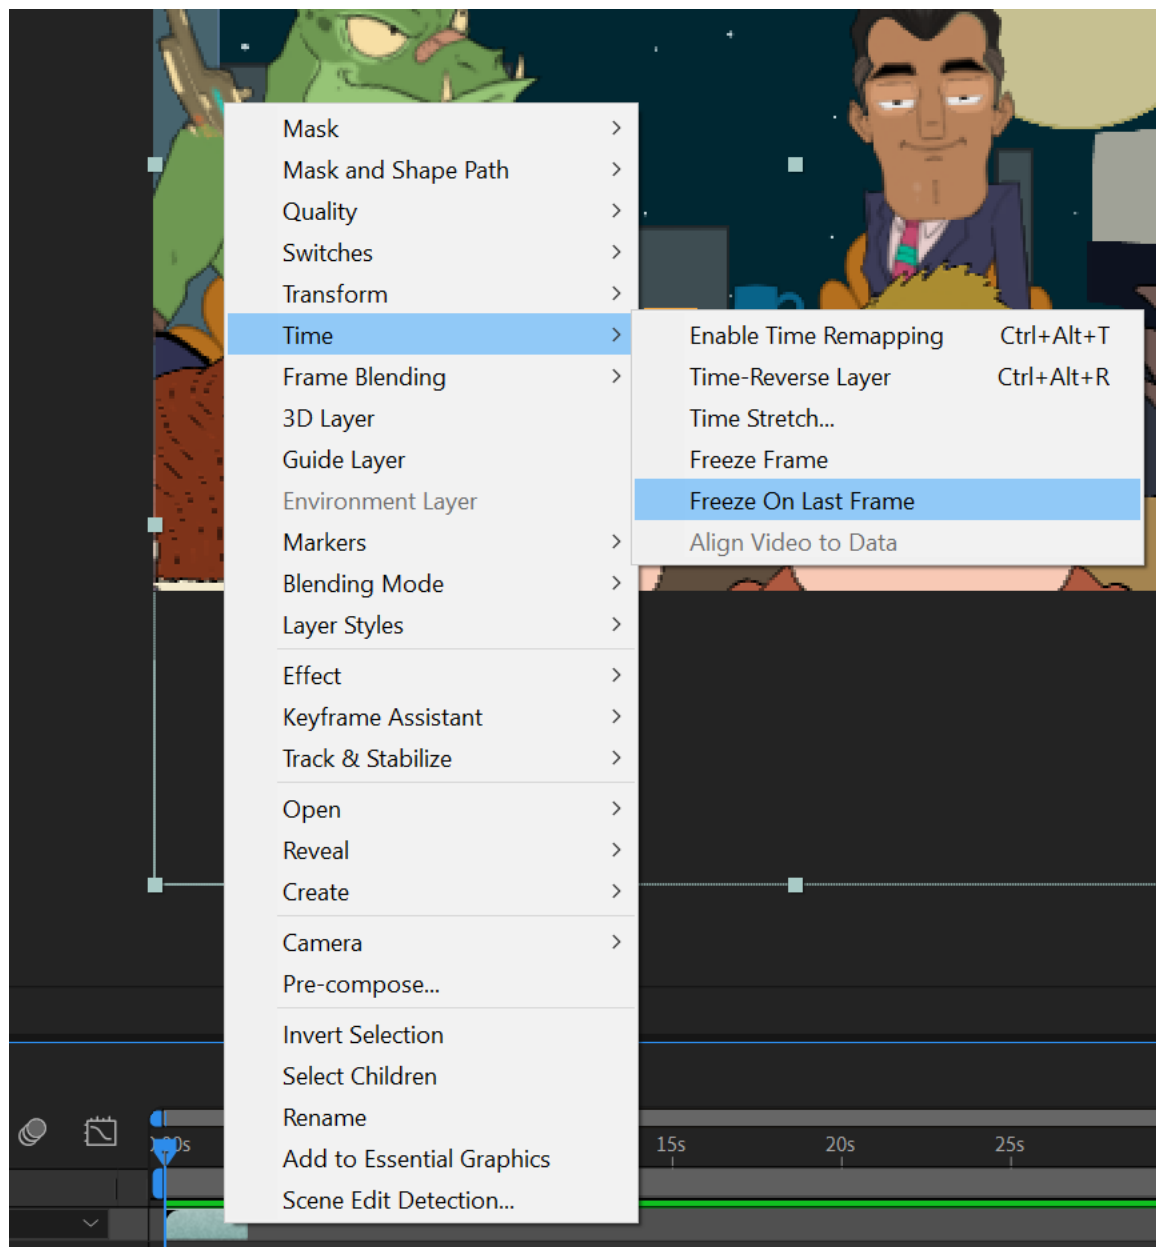 Mask
Mask and Shape Path
Quality
Switches
Transform
Time
Enable Time Remapping Ctrl+Alt+T
Frame Blending
Time-Reverse Layer Ctrl+Alt+R
3D Layer
Time Stretch...
Guide Layer
Freeze Frame
Environment Layer
Freeze On Last Frame
Markers
Align Video to Data
Blending Mode
Layer Styles
Effect
Keyframe Assistant
Track & Stabilize
Open
Reveal
Create
Camera
Pre-compose...
Invert Selection
Select Children
Rename
15s 20s 25s
Add to Essential Graphics
Scene Edit Detection...